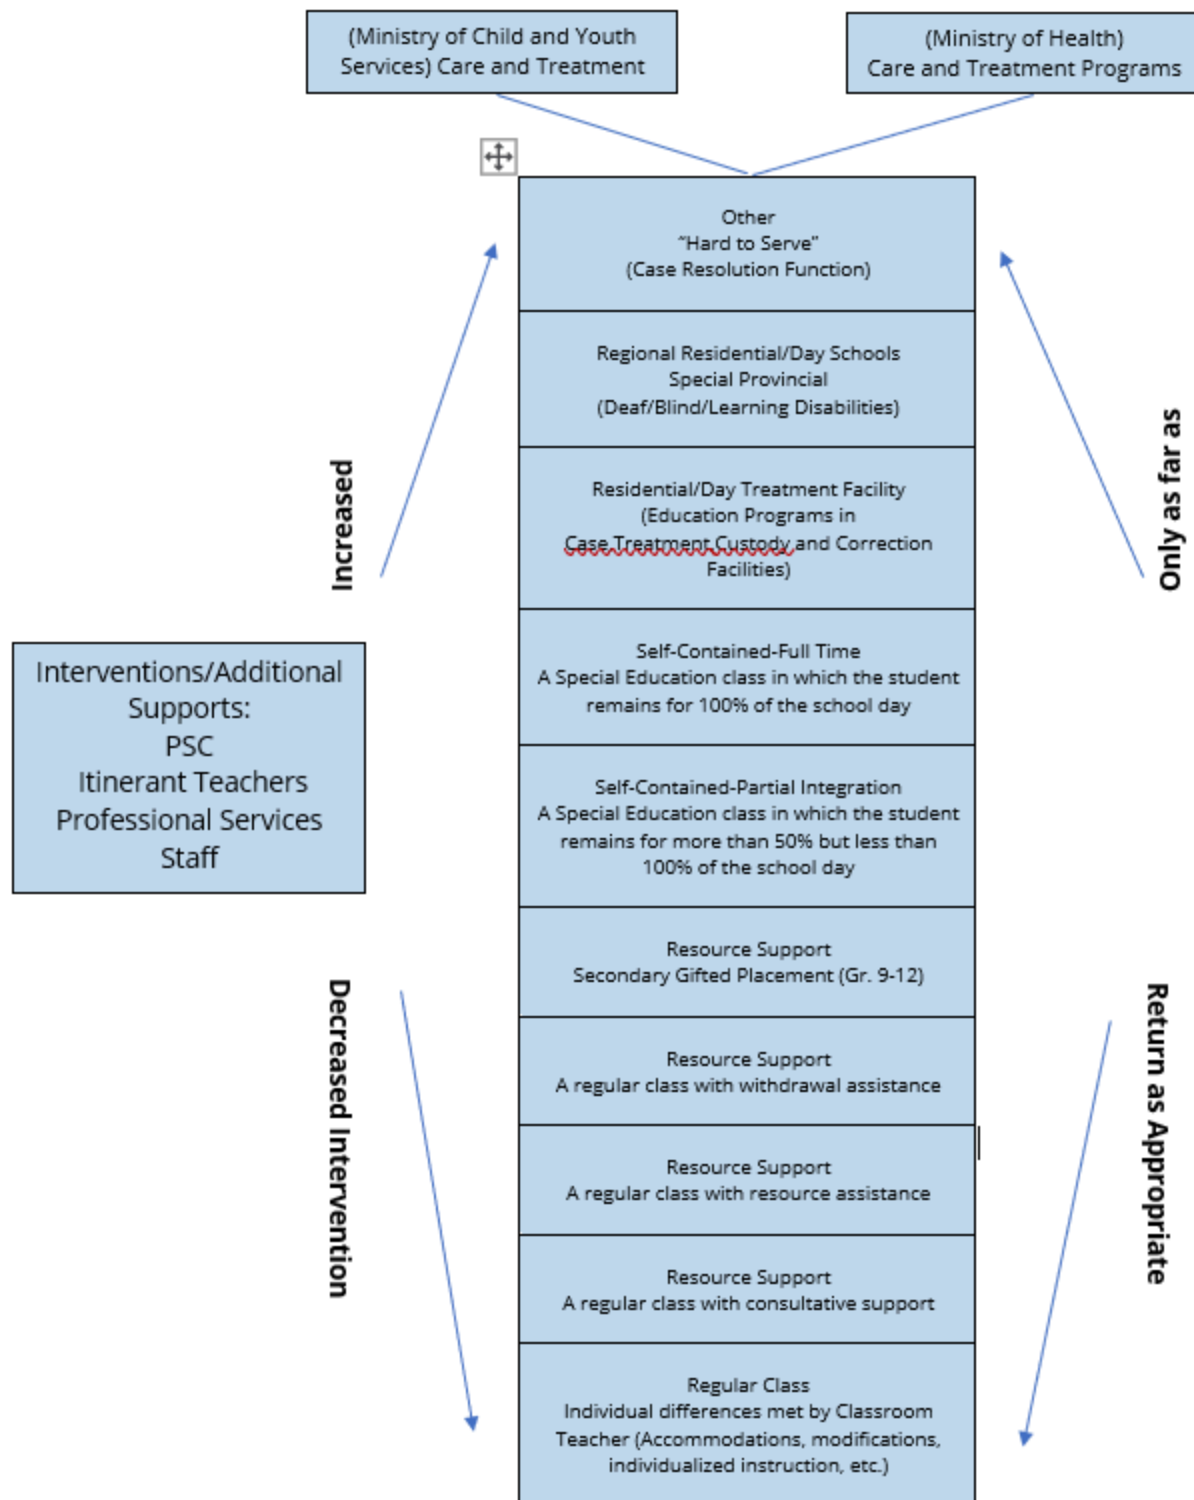 (Ministry of Child and Youth
Services) Care and Treatment
(Ministry of Health)
Care and Treatment Programs
Other
“Hard to Serve”
(Case Resolution Function)
Regional Residential/Day Schools
Special Provincial
(Deaf/Blind/Learning Disabilities)
Residential/Day Treatment Facility
(Education Programs in
Case Treatment Custody and Correction
Facilities)
Self-Contained-Full Time
A Special Education class in which the student
remains for 100% of the school day
Self-Contained-Partial Integration
A Special Education class in which the student
remains for more than 50% but less than
100% of the school day
Resource Support
Secondary Gifted Placement (Gr. 9-12)
Resource Support
A regular class with withdrawal assistance
Resource Support
A regular class with resource assistance
Resource Support
A regular class with consultative support
Regular Class
Individual differences met by Classroom
Teacher (Accommodations, modifications,
individualized instruction, etc.)
Increased
Only as far as
Interventions/Additional
Supports:
PSC
Itinerant Teachers
Professional Services
Staff
Decreased Intervention
Return as Appropriate